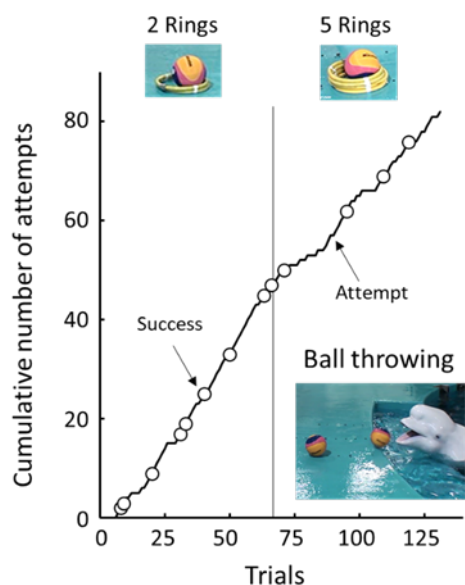 2 Rings
5 Rings
80
60
40
20
0
Cumulative number of attempts
Success
Attempt
Ball throwing
0
25
50
75
100
125
Trials